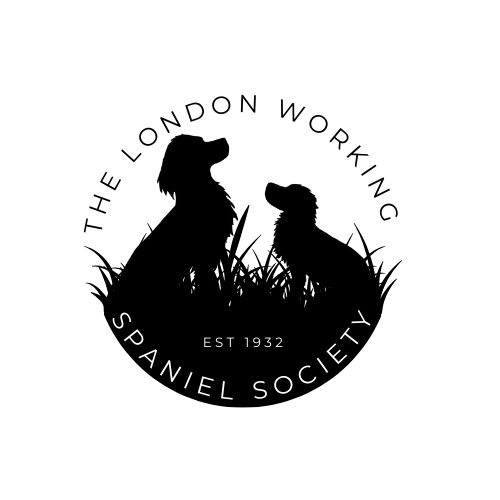 THE LONDON WORKING
EST 1932
SPANIEL SOCIETY